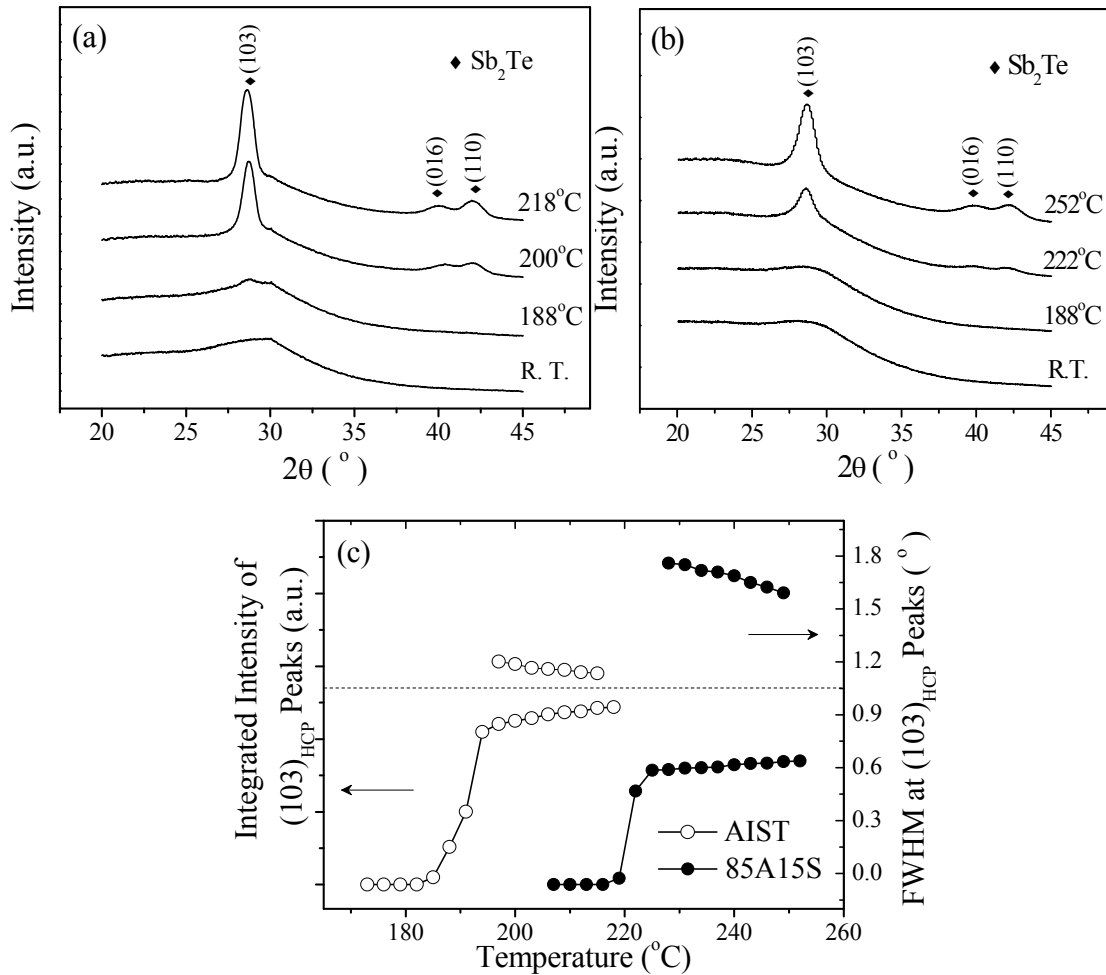 (a)
(103)
◆ Sb₂Te
(016)
(110)
218°C
200°C
188°C
R. T.
Intensity (a.u.)
20 25 30 35 40 45
2θ ( ° )
(b)
(103)
◆ Sb₂Te
(016)
(110)
252°C
222°C
188°C
R.T.
Intensity (a.u.)
20 25 30 35 40 45
2θ ( ° )
(c)
Integrated Intensity of
(103)HCP Peaks (a.u.)
1.8
1.5
1.2
0.9
0.6
0.3
0.0
FWHM at (103)HCP Peaks ( ° )
AIST
85A15S
180 200 220 240 260
Temperature (°C)